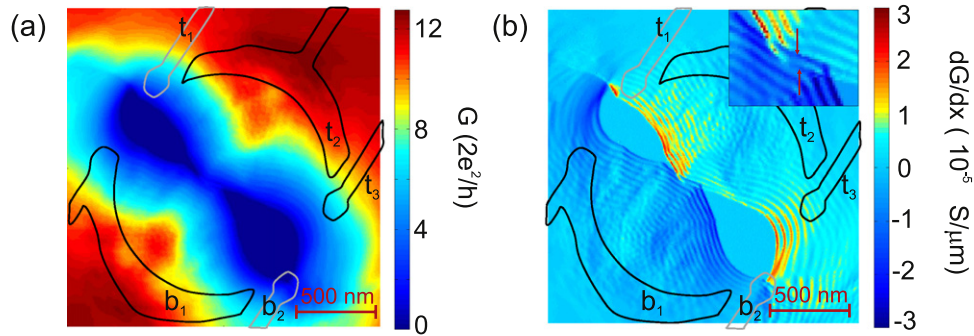 (a)
t₁
t₂
t₃
b₁
b₂
500 nm
12
8
4
0
G (2e²/h)
(b)
t₁
t₂
t₃
b₁
b₂
500 nm
3
2
1
0
-1
-2
-3
dG/dx ( 10⁻⁵ S/µm)